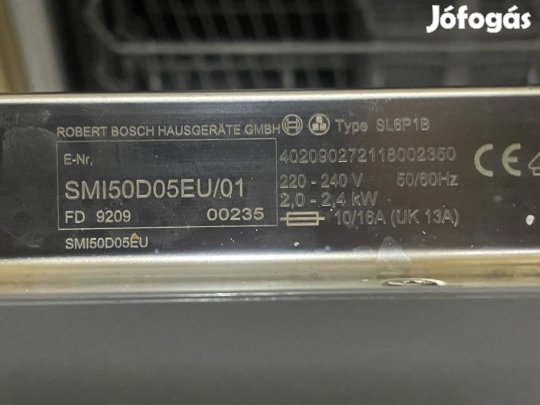 Jófogás
ROBERT BOSCH HAUSGERÄTE GMBH Type SL6P1B
E-Nr. 402090272118002350 CE
SMI50D05EU/01 220 - 240 V 50/60Hz
2,0 - 2,4 kW
FD 9209 00235 10/16A (UK 13A)
SMI50D05EU